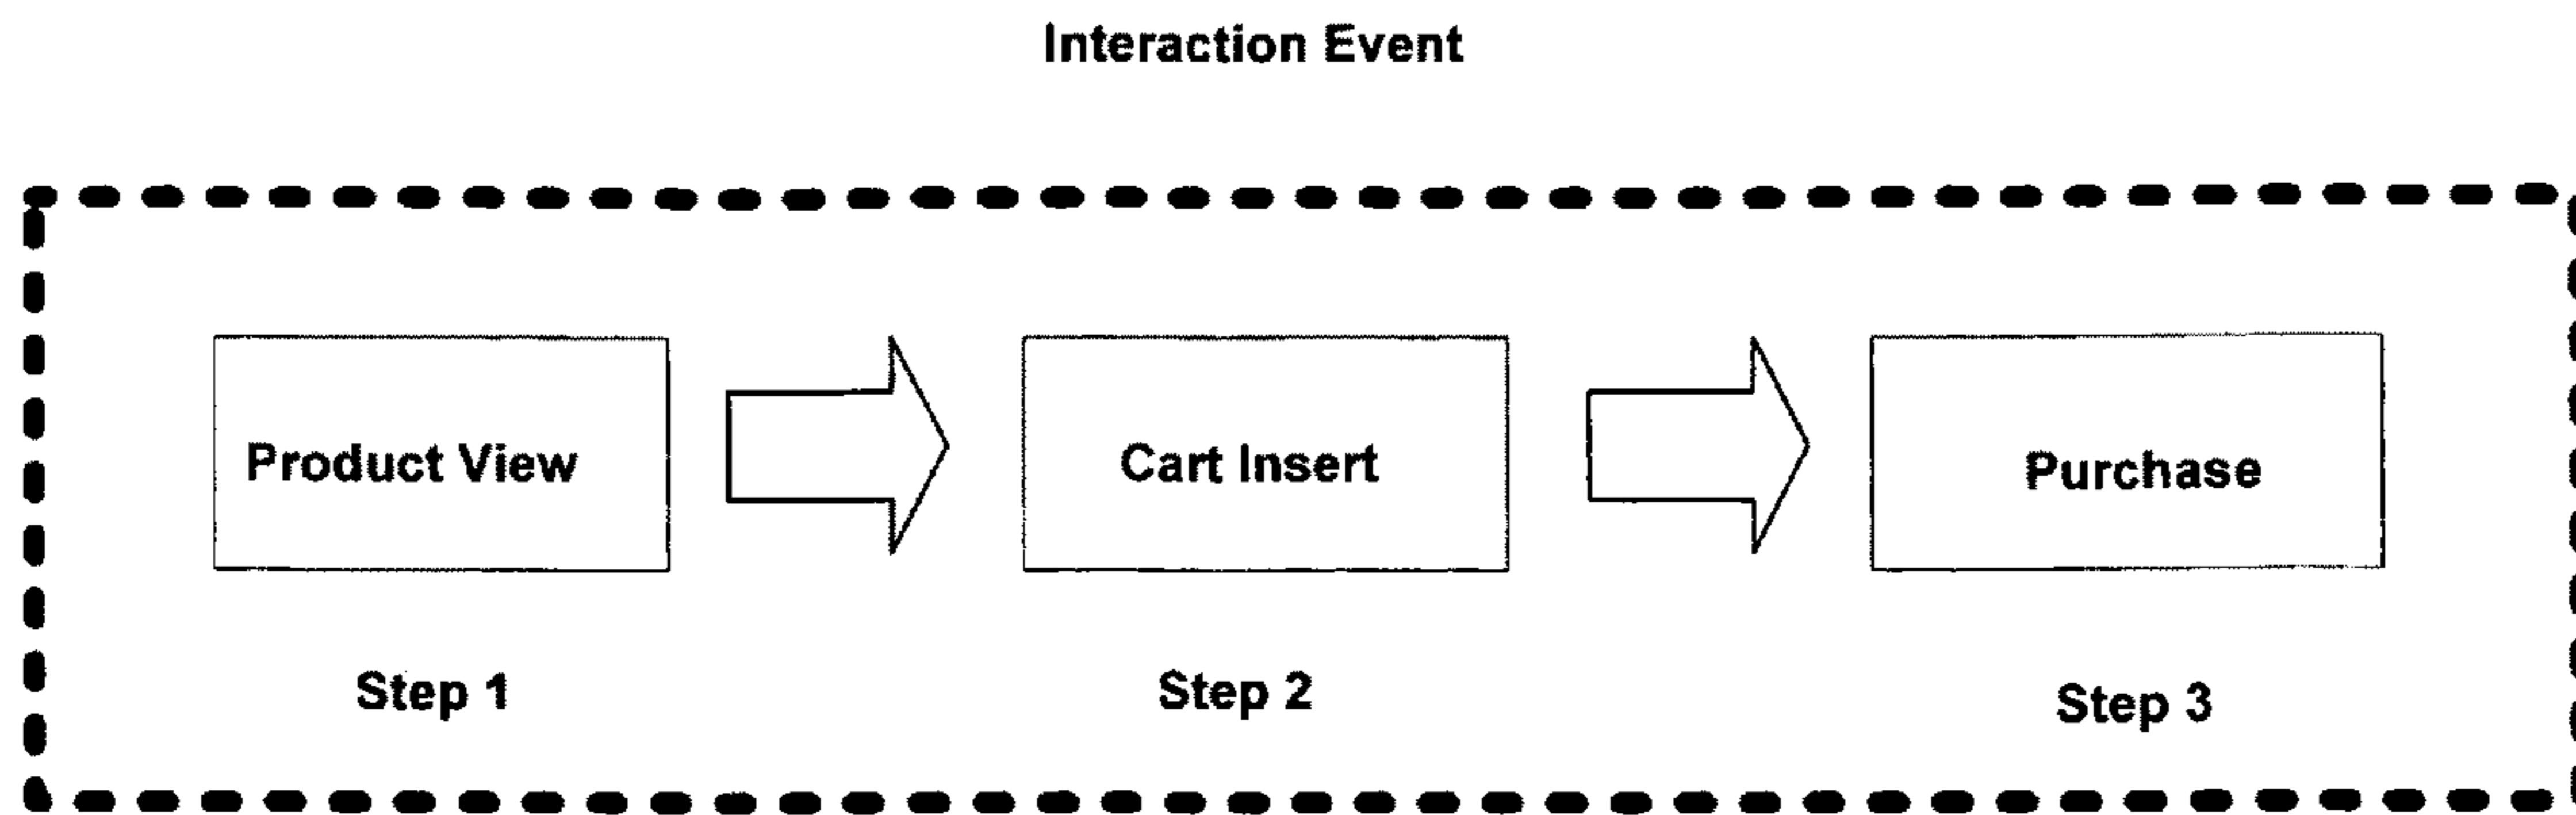 Interaction Event
Product View
Cart Insert
Purchase
Step 1
Step 2
Step 3